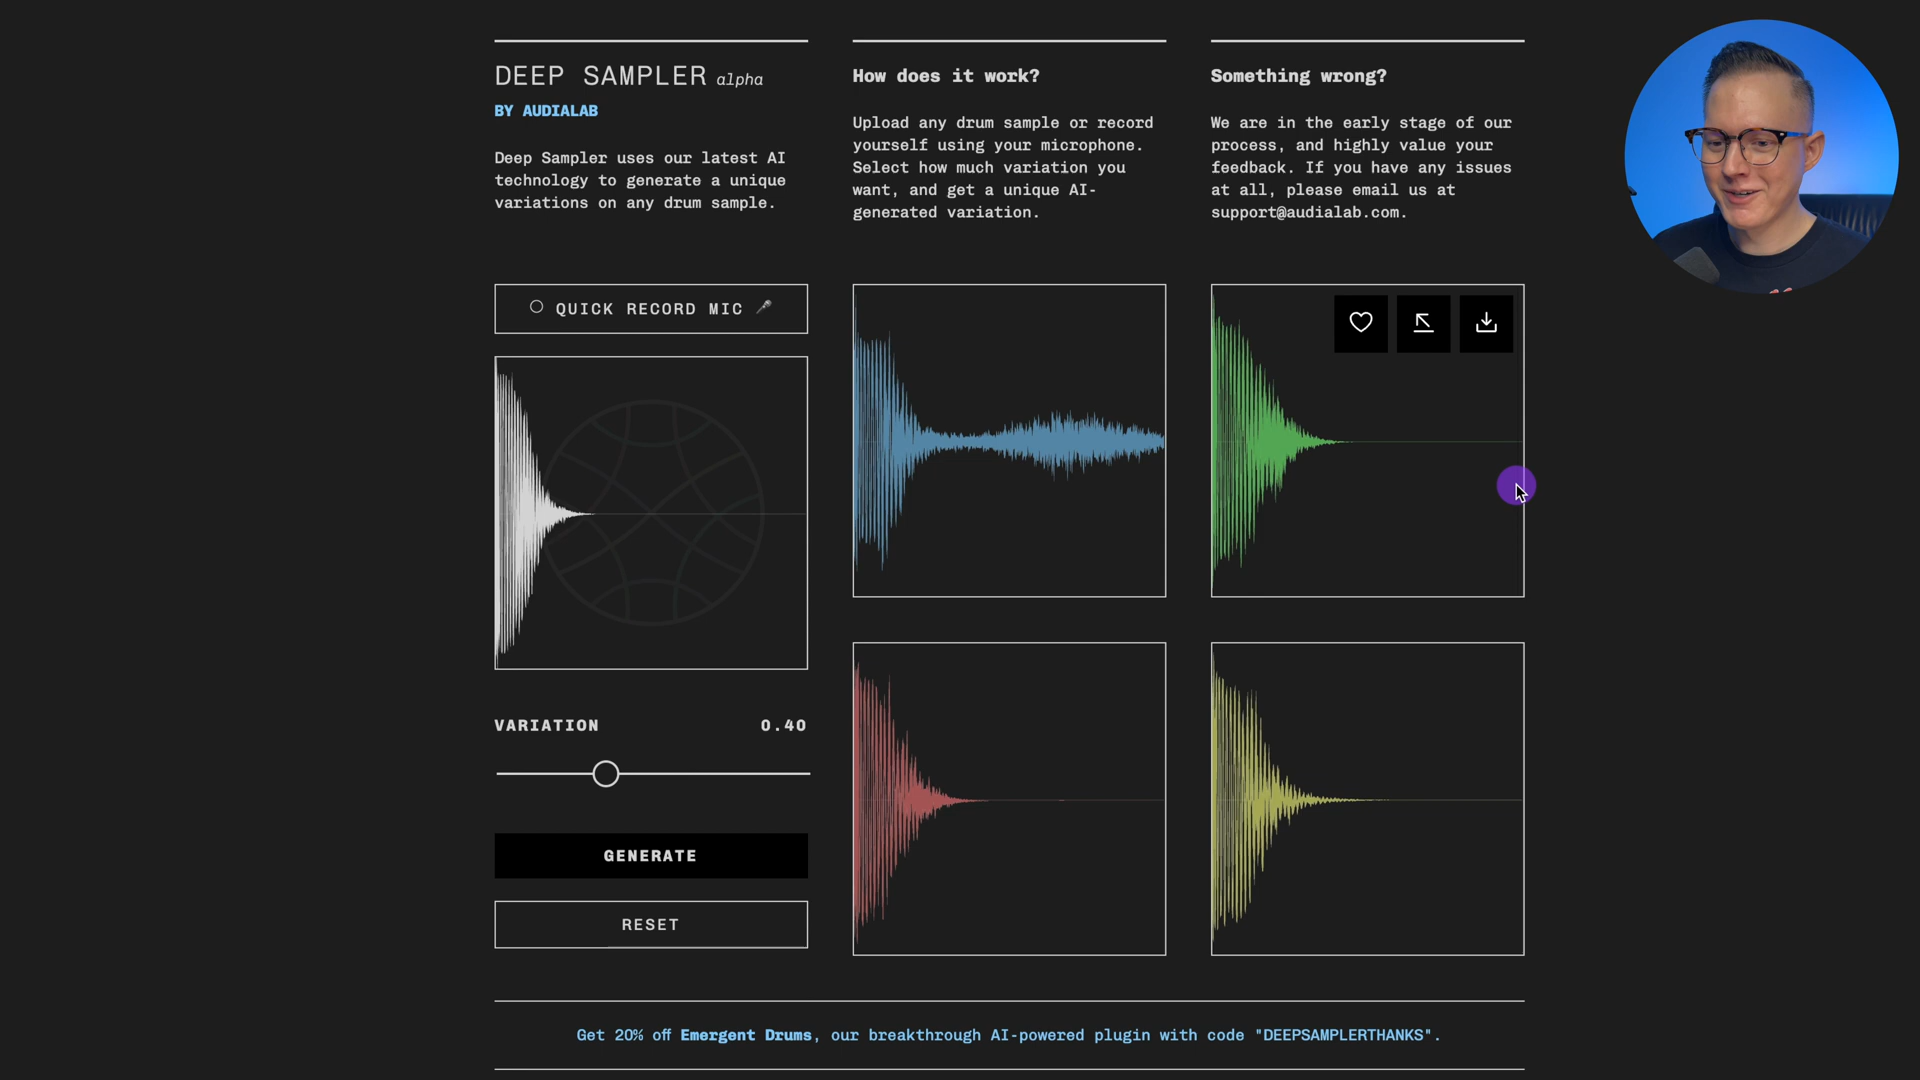 DEEP SAMPLER alpha
BY AUDIALAB
Deep Sampler uses our latest AI
technology to generate a unique
variations on any drum sample.
How does it work?
Upload any drum sample or record
yourself using your microphone.
Select how much variation you
want, and get a unique AI-
generated variation.
Something wrong?
We are in the early stage of our
process, and highly value your
feedback. If you have any issues
at all, please email us at
support@audialab.com.
QUICK RECORD MIC
VARIATION 0.40
GENERATE
RESET
Get 20% off Emergent Drums, our breakthrough AI-powered plugin with code "DEEPSAMPLERTHANKS".